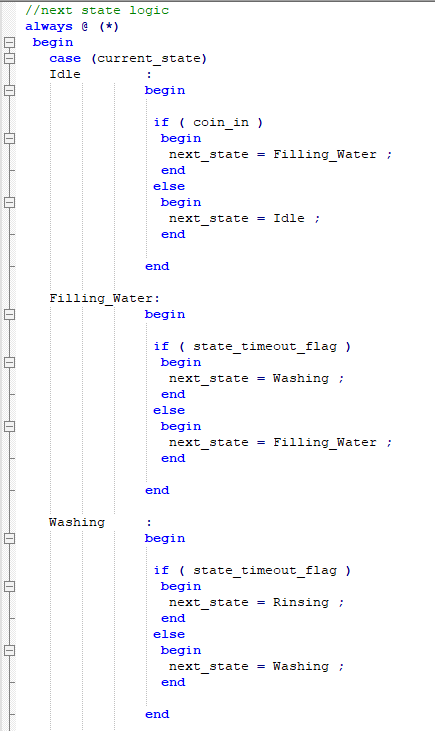 //next state logic
always @ (*)
begin
case (current_state)
Idle :
begin
if ( coin_in )
begin
next_state = Filling_Water ;
end
else
begin
next_state = Idle ;
end
end
Filling_Water:
begin
if ( state_timeout_flag )
begin
next_state = Washing ;
end
else
begin
next_state = Filling_Water ;
end
end
Washing :
begin
if ( state_timeout_flag )
begin
next_state = Rinsing ;
end
else
begin
next_state = Washing ;
end
end